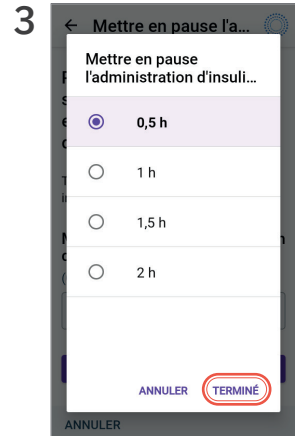 3
← Mettre en pause l'a...
Mettre en pause
l'administration d'insuli...
0,5 h
1 h
1,5 h
2 h
ANNULER TERMINÉ
ANNULER